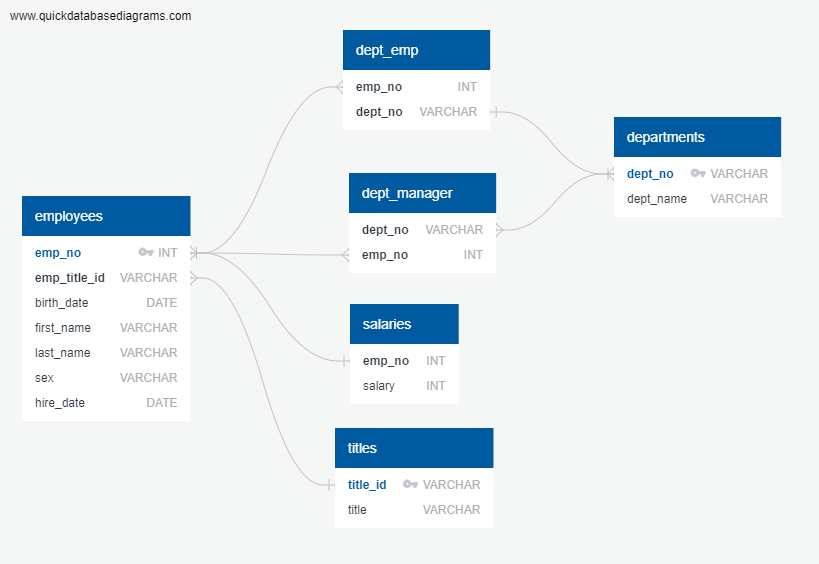 www.quickdatabasediagrams.com
dept_emp
emp_no INT
dept_no VARCHAR
departments
dept_no VARCHAR
dept_name VARCHAR
dept_manager
dept_no VARCHAR
emp_no INT
employees
emp_no INT
emp_title_id VARCHAR
birth_date DATE
first_name VARCHAR
last_name VARCHAR
sex VARCHAR
hire_date DATE
salaries
emp_no INT
salary INT
titles
title_id VARCHAR
title VARCHAR